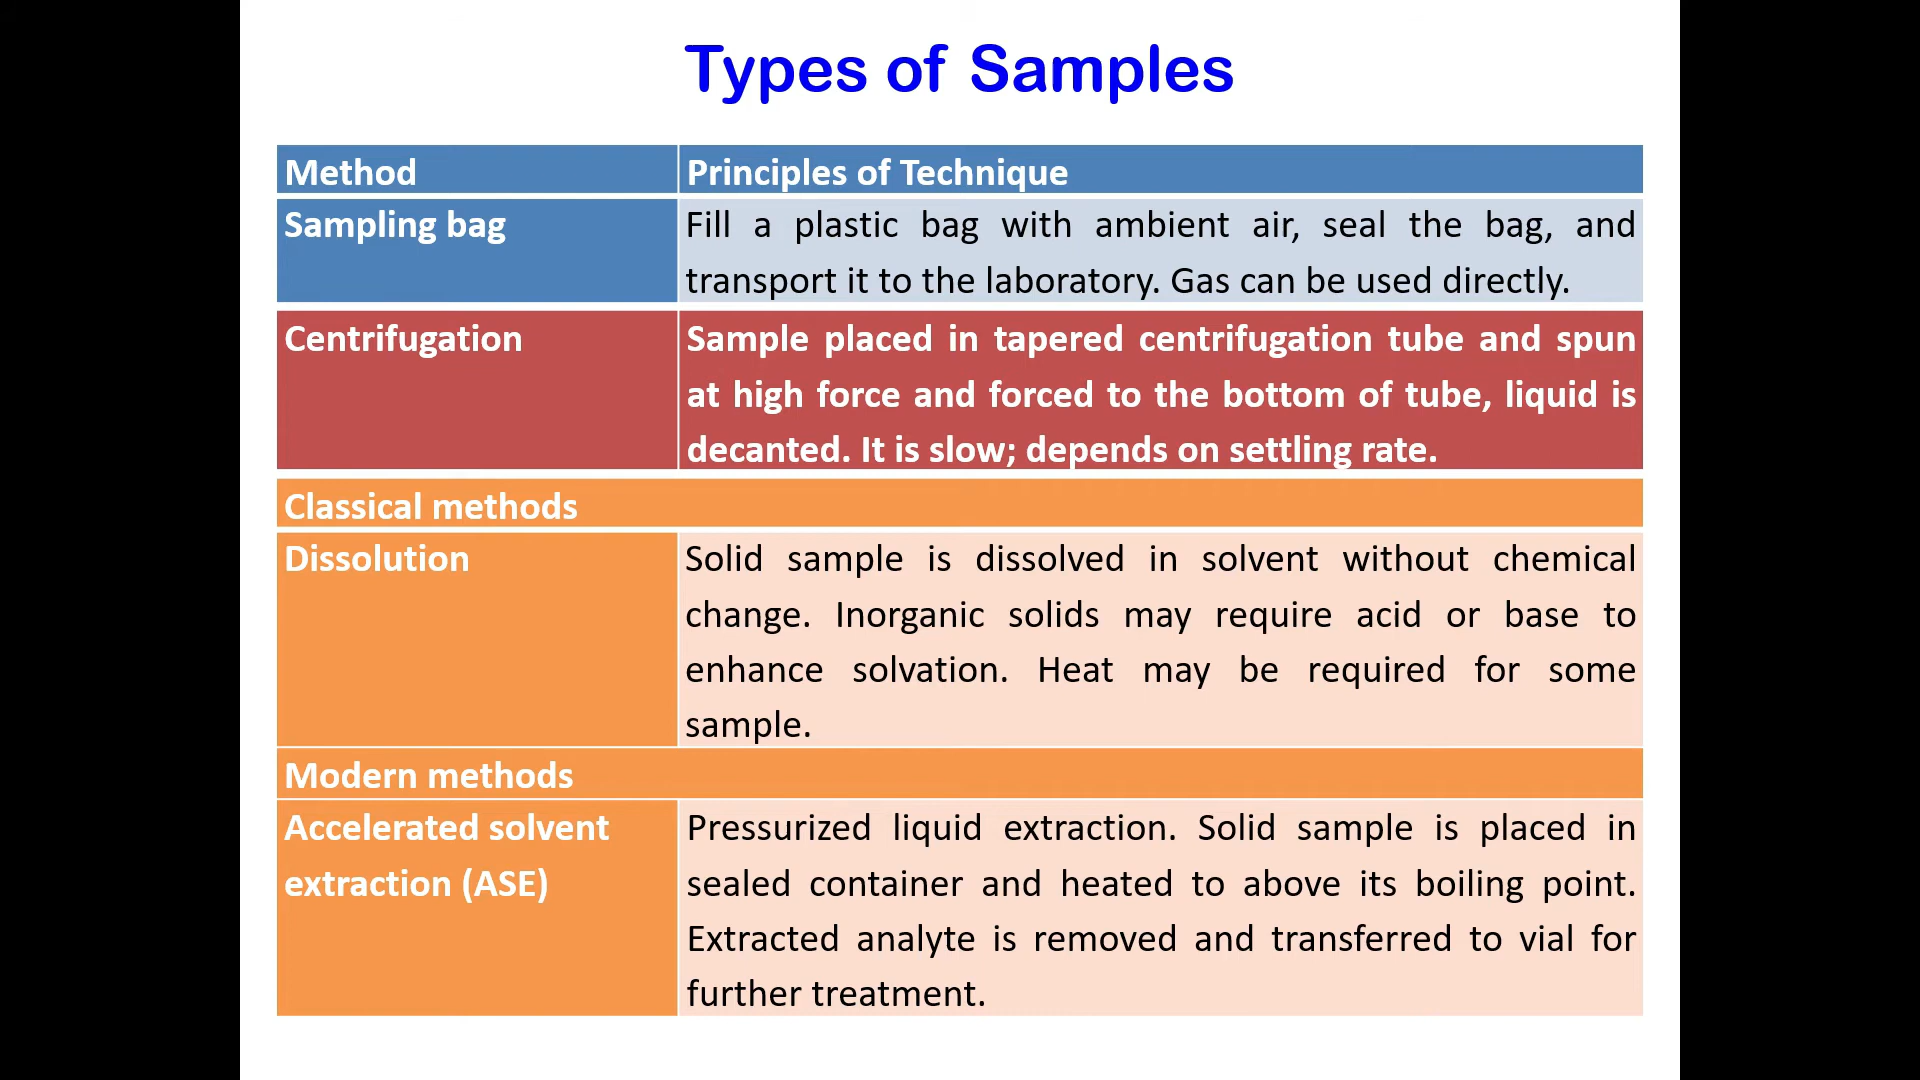 Types of Samples
Method
Principles of Technique
Sampling bag
Fill a plastic bag with ambient air, seal the bag, and
transport it to the laboratory. Gas can be used directly.
Centrifugation
Sample placed in tapered centrifugation tube and spun
at high force and forced to the bottom of tube, liquid is
decanted. It is slow; depends on settling rate.
Classical methods
Dissolution
Solid sample is dissolved in solvent without chemical
change. Inorganic solids may require acid or base to
enhance solvation. Heat may be required for some
sample.
Modern methods
Accelerated solvent
extraction (ASE)
Pressurized liquid extraction. Solid sample is placed in
sealed container and heated to above its boiling point.
Extracted analyte is removed and transferred to vial for
further treatment.